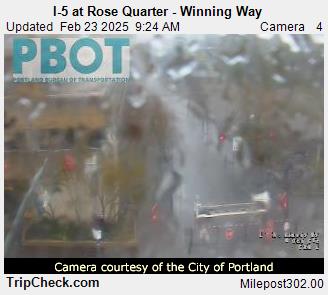 I-5 at Rose Quarter - Winning Way
Updated Feb 23 2025 9:24 AM Camera 4
PBOT
PORTLAND BUREAU OF TRANSPORTATION
Camera courtesy of the City of Portland
TripCheck.com Milepost302.00